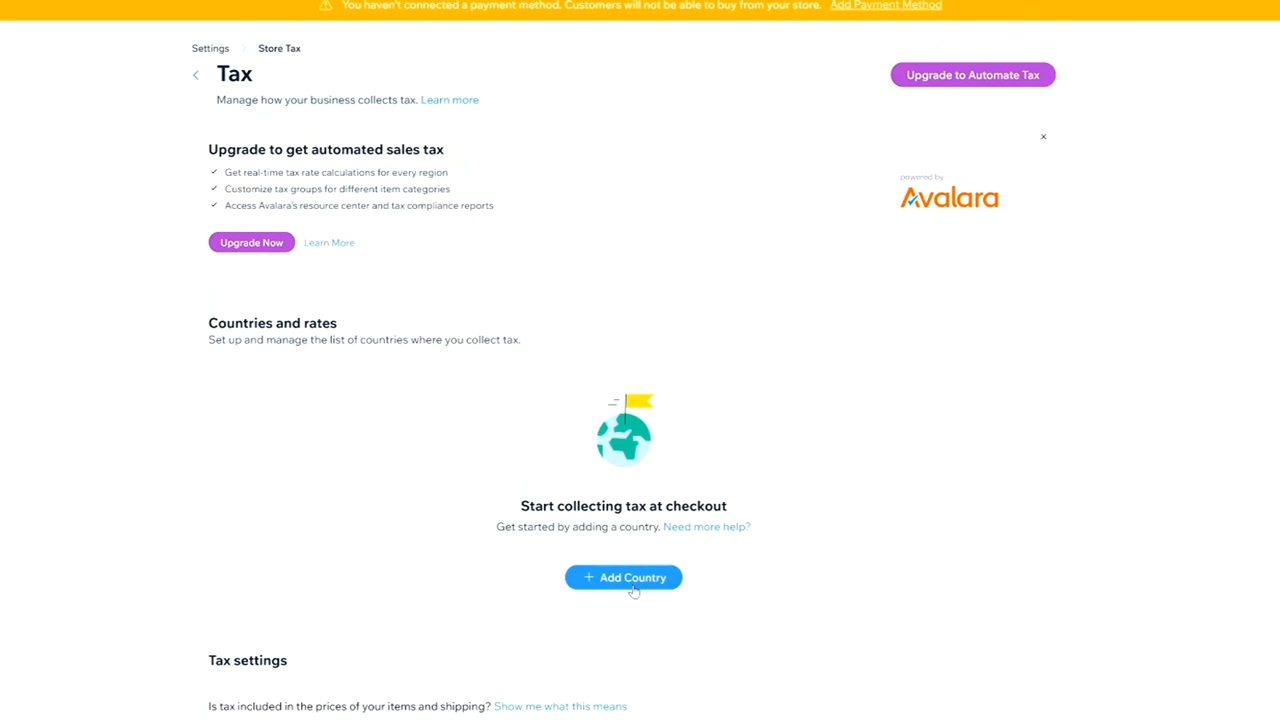 You haven't connected a payment method. Customers will not be able to buy from your store. Add Payment Method
Settings Store Tax
Tax
Upgrade to Automate Tax
Manage how your business collects tax. Learn more
Upgrade to get automated sales tax
Get real-time tax rate calculations for every region
Customize tax groups for different item categories
Access Avalara's resource center and tax compliance reports
powered by
Avalara
Upgrade Now Learn More
Countries and rates
Set up and manage the list of countries where you collect tax.
Start collecting tax at checkout
Get started by adding a country. Need more help?
+ Add Country
Tax settings
Is tax included in the prices of your items and shipping? Show me what this means